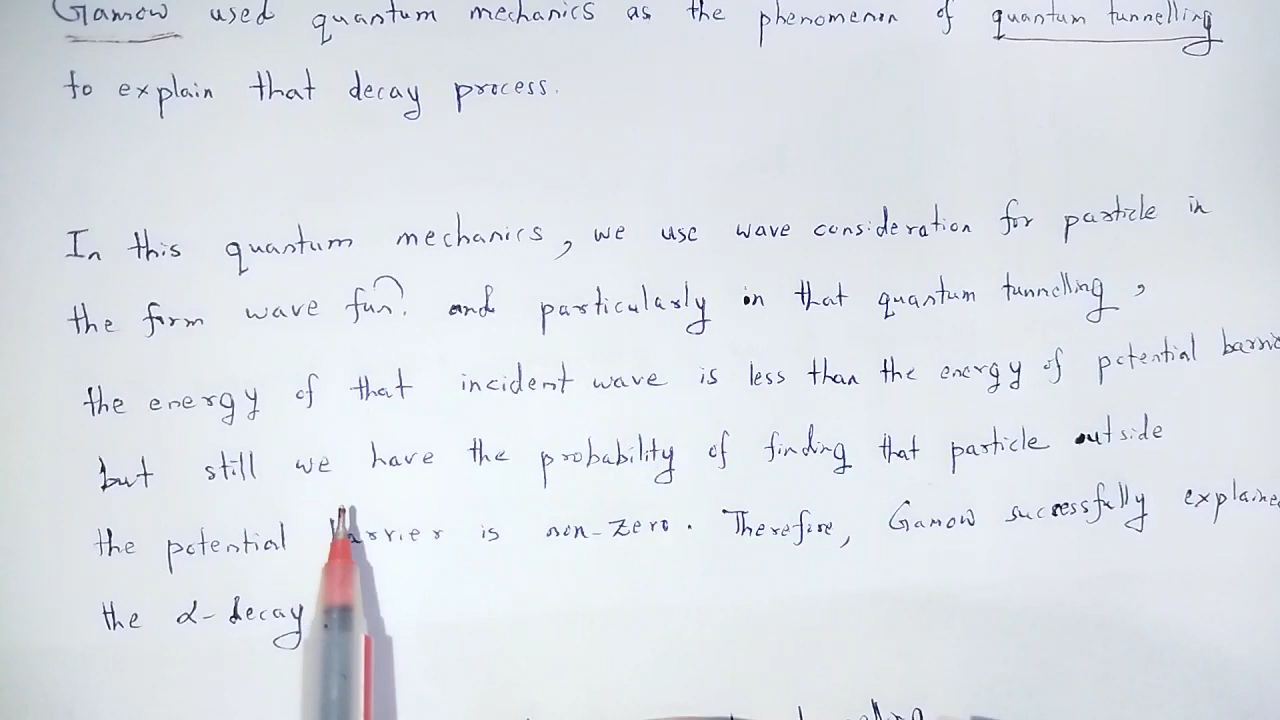 Gamow used quantum mechanics as the phenomenon of quantum tunnelling
to explain that decay process.
In this quantum mechanics, we use wave consideration for particle in
the form wave fun? and particularly in that quantum tunnelling,
the energy of that incident wave is less than the energy of potential
but still we have the probability of finding that particle outside
the potential barrier is non-zero. Therefore, Gamow successfully
the α-decay